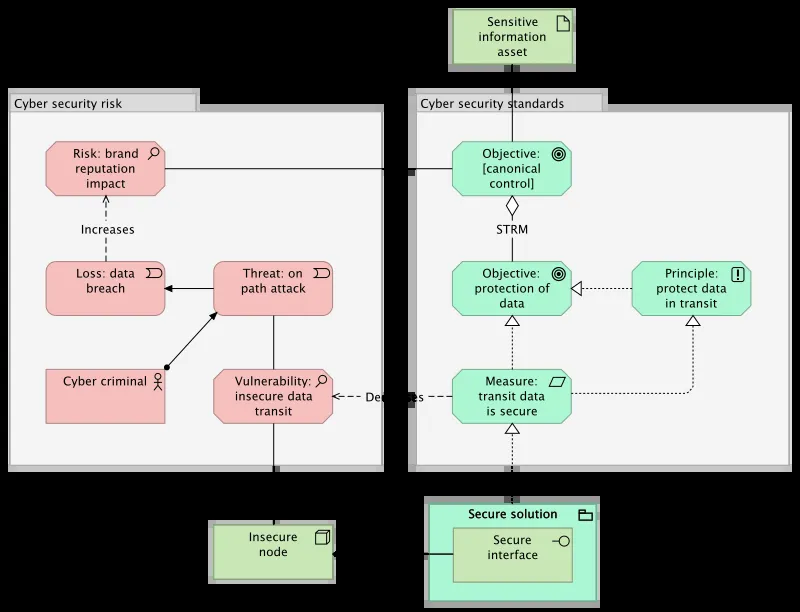 Sensitive
information
asset
Cyber security risk
Cyber security standards
Risk: brand
reputation
impact
Objective:
[canonical
control]
Increases
STRM
Loss: data
breach
Threat: on
path attack
Objective:
protection of
data
Principle:
protect data
in transit
Cyber criminal
Vulnerability:
insecure data
transit
Measure:
transit data
is secure
Secure solution
Insecure
node
Secure
interface